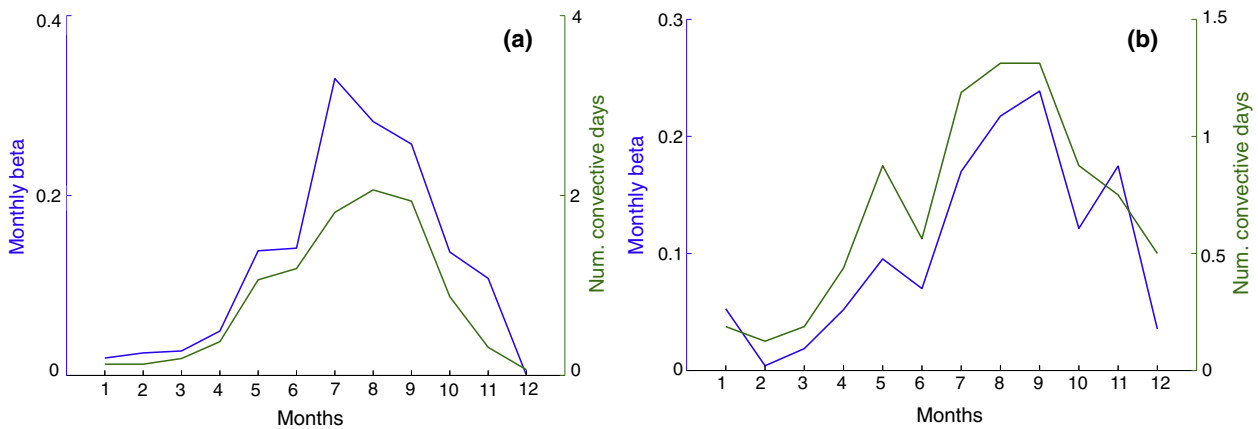 (a)
Monthly beta
0.4
0.2
0
Num. convective days
4
2
0
1 2 3 4 5 6 7 8 9 10 11 12
Months
(b)
Monthly beta
0.3
0.2
0.1
0
Num. convective days
1.5
1
0.5
0
1 2 3 4 5 6 7 8 9 10 11 12
Months